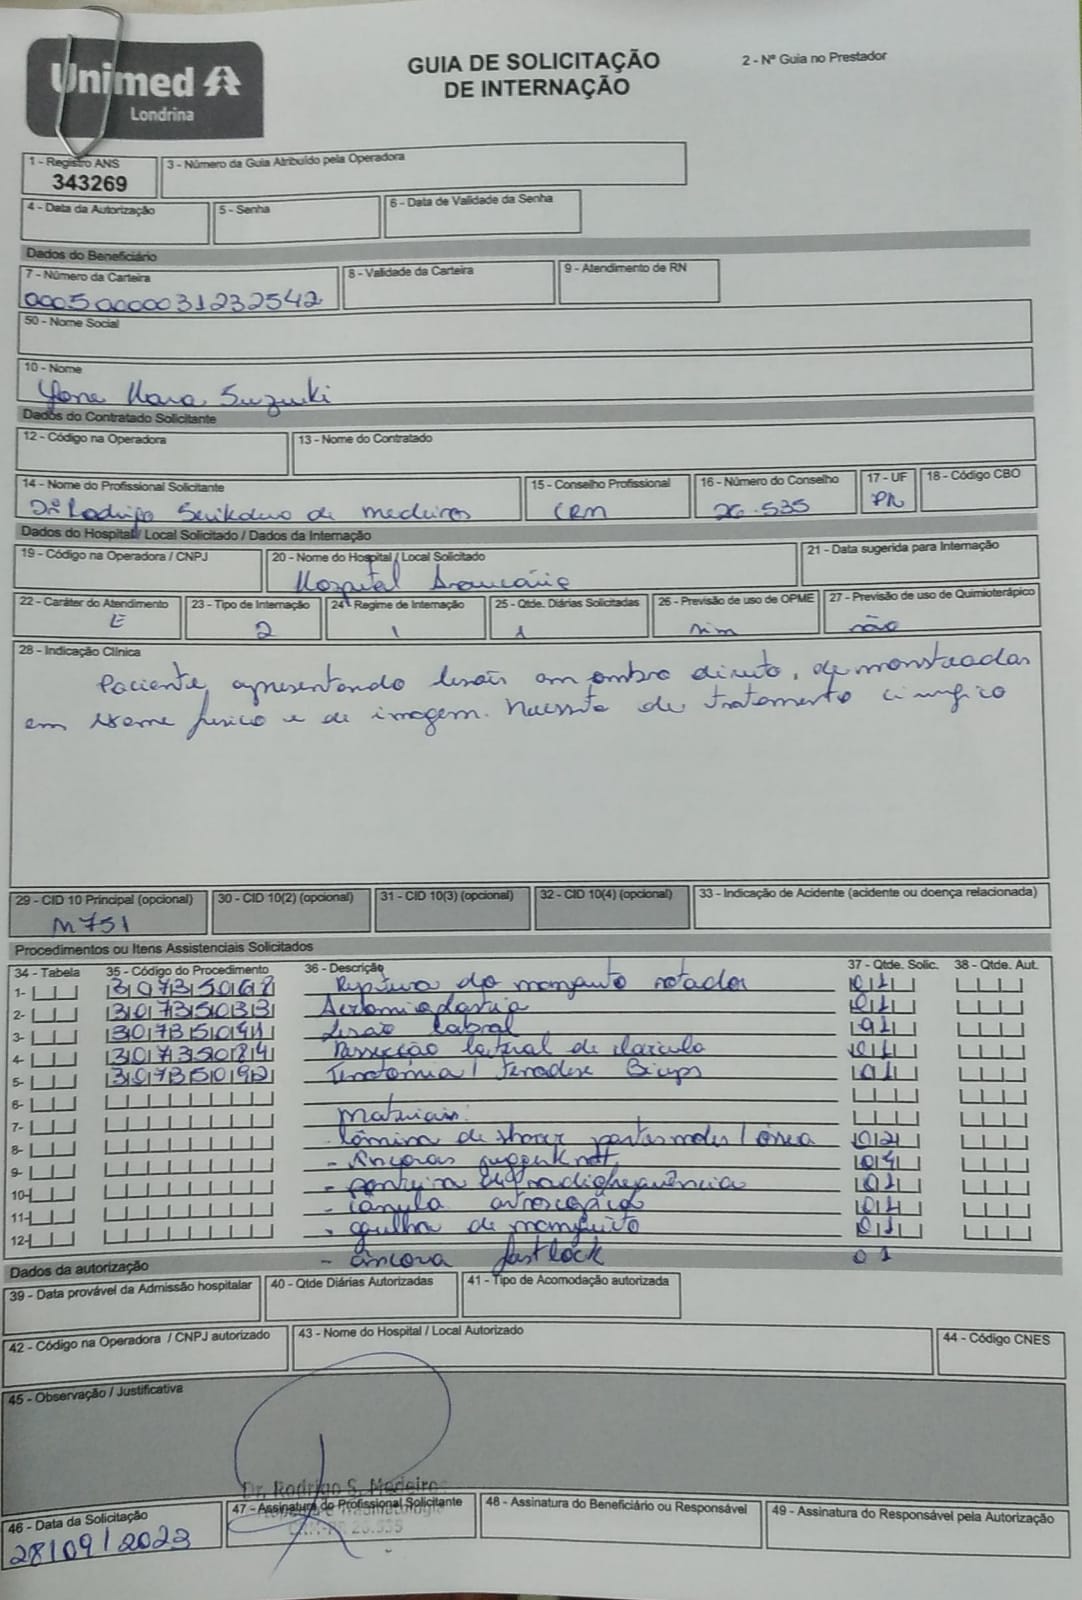 Unimed
Londrina
GUIA DE SOLICITAÇÃO
DE INTERNAÇÃO
2 - Nº Guia no Prestador
1 - Registro ANS
343269
3 - Número da Guia Atribuído pela Operadora
4 - Data da Autorização
5 - Senha
6 - Data de Validade da Senha
Dados do Beneficiário
7 - Número da Carteira
8 - Validade da Carteira
9 - Atendimento de RN
00050000031232542
50 - Nome Social
10 - Nome
Suzuki
Dados do Contratado Solicitante
12 - Código na Operadora
13 - Nome do Contratado
14 - Nome do Profissional Solicitante
15 - Conselho Profissional
16 - Número do Conselho
17 - UF
18 - Código CBO
Dr Rodrigo de medeiros
CRM
26.535
PR
Dados do Hospital / Local Solicitado / Dados da Internação
19 - Código na Operadora / CNPJ
20 - Nome do Hospital / Local Solicitado
21 - Data sugerida para Internação
Hospital Araucária
22 - Caráter do Atendimento
23 - Tipo de Internação
24 - Regime de Internação
25 - Qtde. Diárias Solicitadas
26 - Previsão de uso de OPME
27 - Previsão de uso de Quimioterápico
E
2
1
1
sim
não
28 - Indicação Clínica
Paciente apresentando lesões em ombro direito, demonstradas
em exame físico e de imagem. Necessita de tratamento cirúrgico
29 - CID 10 Principal (opcional)
30 - CID 10(2) (opcional)
31 - CID 10(3) (opcional)
32 - CID 10(4) (opcional)
33 - Indicação de Acidente (acidente ou doença relacionada)
M751
Procedimentos ou Itens Assistenciais Solicitados
34 - Tabela
35 - Código do Procedimento
36 - Descrição
37 - Qtde. Solic.
38 - Qtde. Aut.
1- 30735068 Ruptura do manguito rotador 01
2- 30735033 Acromioplastia 01
3- Lesão labral 01
4- 30735084 Ressecção lateral de clavícula 01
5- Tenotomia / Tenodese Biceps 01
6-
7- Materiais:
8- - lâmina de shaver partes moles / óssea 02
9- - Âncoras 04
10- - ponteira de radiofrequência 01
11- - cânula artroscópica
12- - agulha de manguito 01
- âncora fastlock 01
Dados da autorização
39 - Data provável da Admissão hospitalar
40 - Qtde Diárias Autorizadas
41 - Tipo de Acomodação autorizada
42 - Código na Operadora / CNPJ autorizado
43 - Nome do Hospital / Local Autorizado
44 - Código CNES
45 - Observação / Justificativa
Dr. Rodrigo S. Medeiros
46 - Data da Solicitação
47 - Assinatura do Profissional Solicitante
48 - Assinatura do Beneficiário ou Responsável
49 - Assinatura do Responsável pela Autorização
28/09/2023